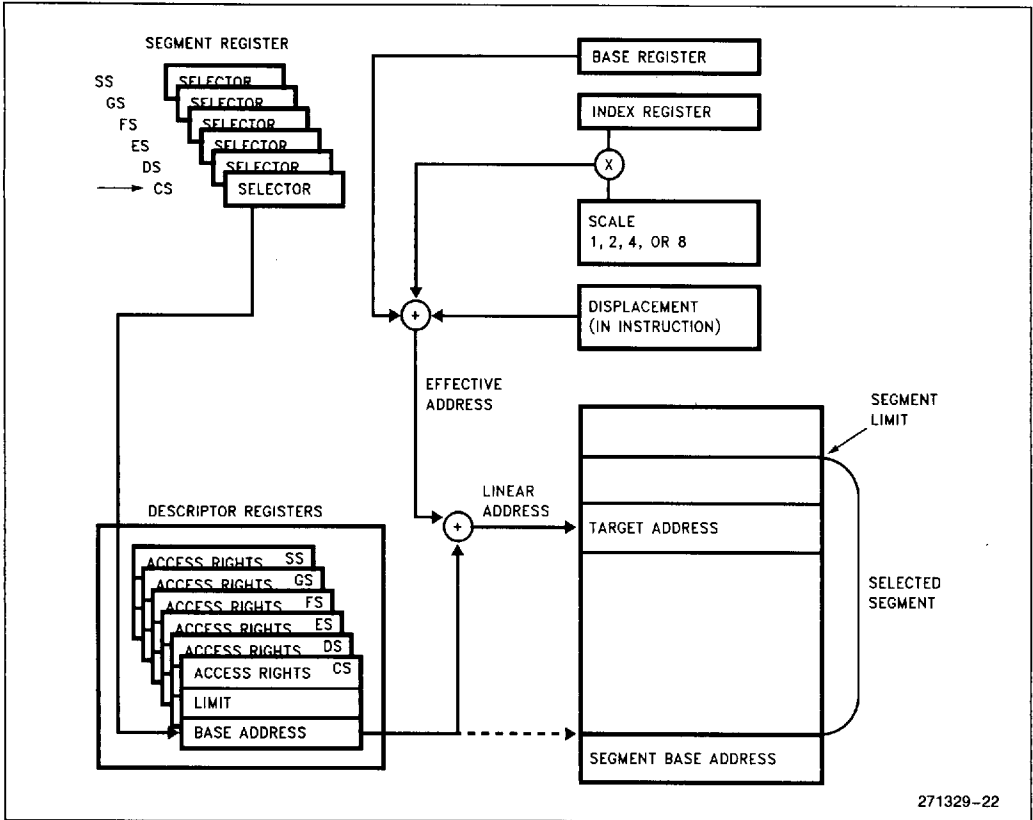 SEGMENT REGISTER
SS
GS
FS
ES
DS
CS
SELECTOR
SELECTOR
SELECTOR
SELECTOR
SELECTOR
SELECTOR
BASE REGISTER
INDEX REGISTER
X
SCALE
1, 2, 4, OR 8
DISPLACEMENT
(IN INSTRUCTION)
+
EFFECTIVE
ADDRESS
SEGMENT
LIMIT
LINEAR
ADDRESS
+
TARGET ADDRESS
SELECTED
SEGMENT
SEGMENT BASE ADDRESS
DESCRIPTOR REGISTERS
ACCESS RIGHTS SS
ACCESS RIGHTS GS
ACCESS RIGHTS FS
ACCESS RIGHTS ES
ACCESS RIGHTS DS
ACCESS RIGHTS CS
LIMIT
BASE ADDRESS
271329-22